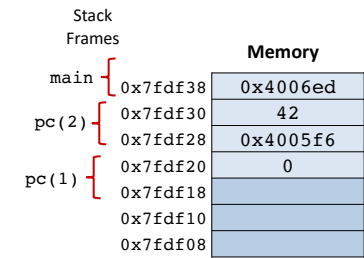 Stack
Frames
Memory
main
0x7fdf38 0x4006ed
pc(2)
0x7fdf30 42
0x7fdf28 0x4005f6
pc(1)
0x7fdf20 0
0x7fdf18
0x7fdf10
0x7fdf08